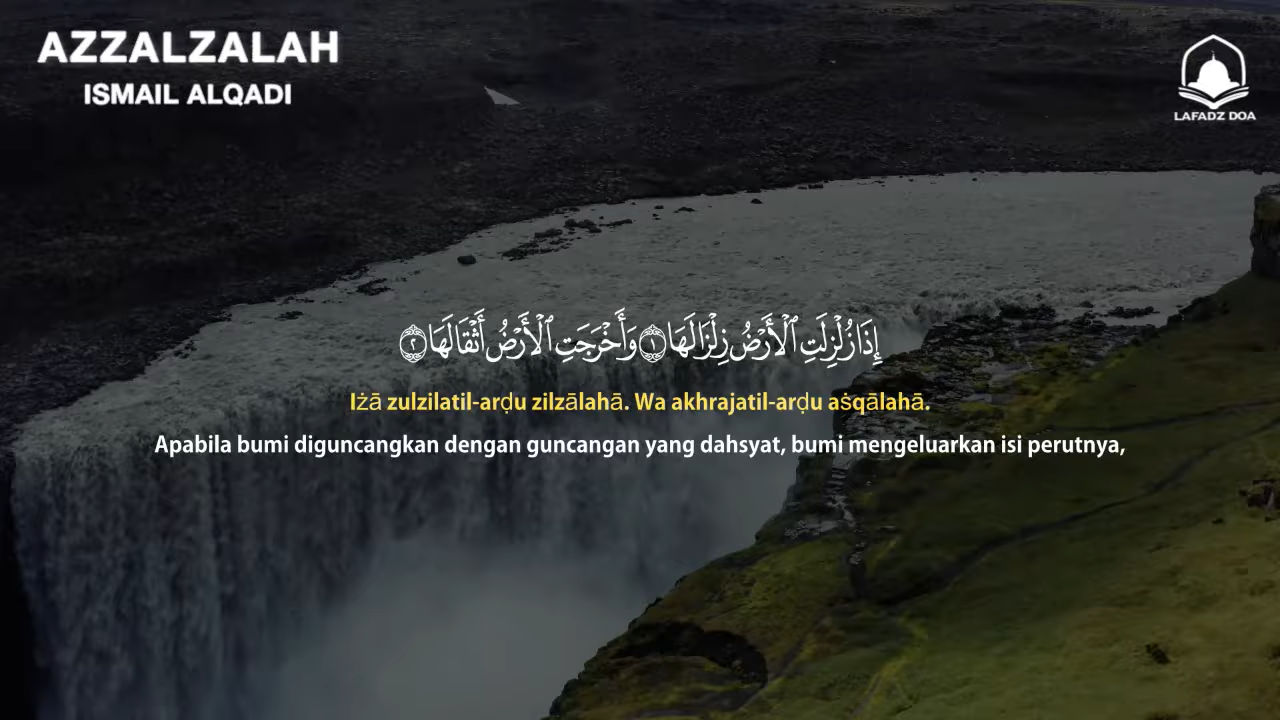 AZZALZALAH
ISMAIL ALQADI
LAFADZ DOA
إِذَا زُلْزِلَتِ ٱلْأَرْضُ زِلْزَالَهَا ١ وَأَخْرَجَتِ ٱلْأَرْضُ أَثْقَالَهَا ٢
Iżā zulzilatil-arḍu zilzālahā. Wa akhrajatil-arḍu aṡqālahā.
Apabila bumi diguncangkan dengan guncangan yang dahsyat, bumi mengeluarkan isi perutnya,